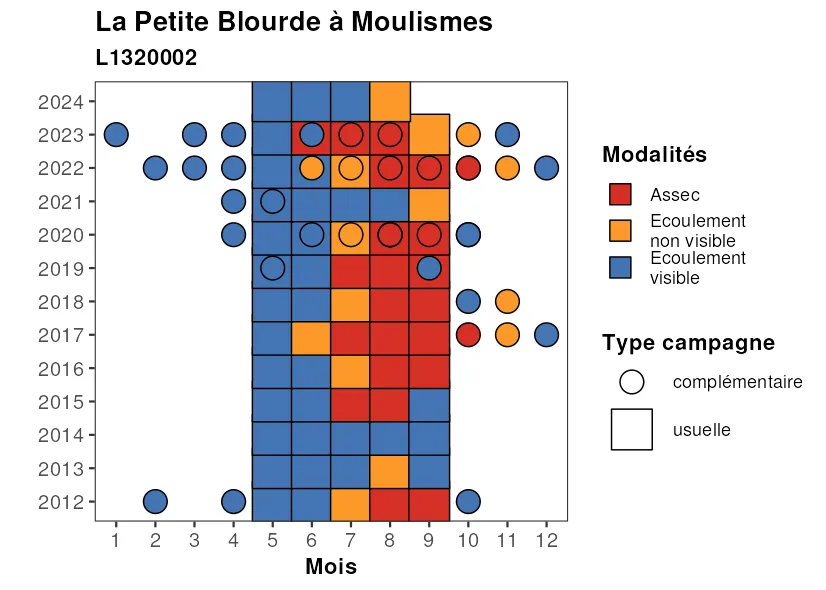 La Petite Blourde à Moulismes
L1320002
2024
2023
2022
2021
2020
2019
2018
2017
2016
2015
2014
2013
2012
1 2 3 4 5 6 7 8 9 10 11 12
Mois
Modalités
Assec
Ecoulement
non visible
Ecoulement
visible
Type campagne
complémentaire
usuelle